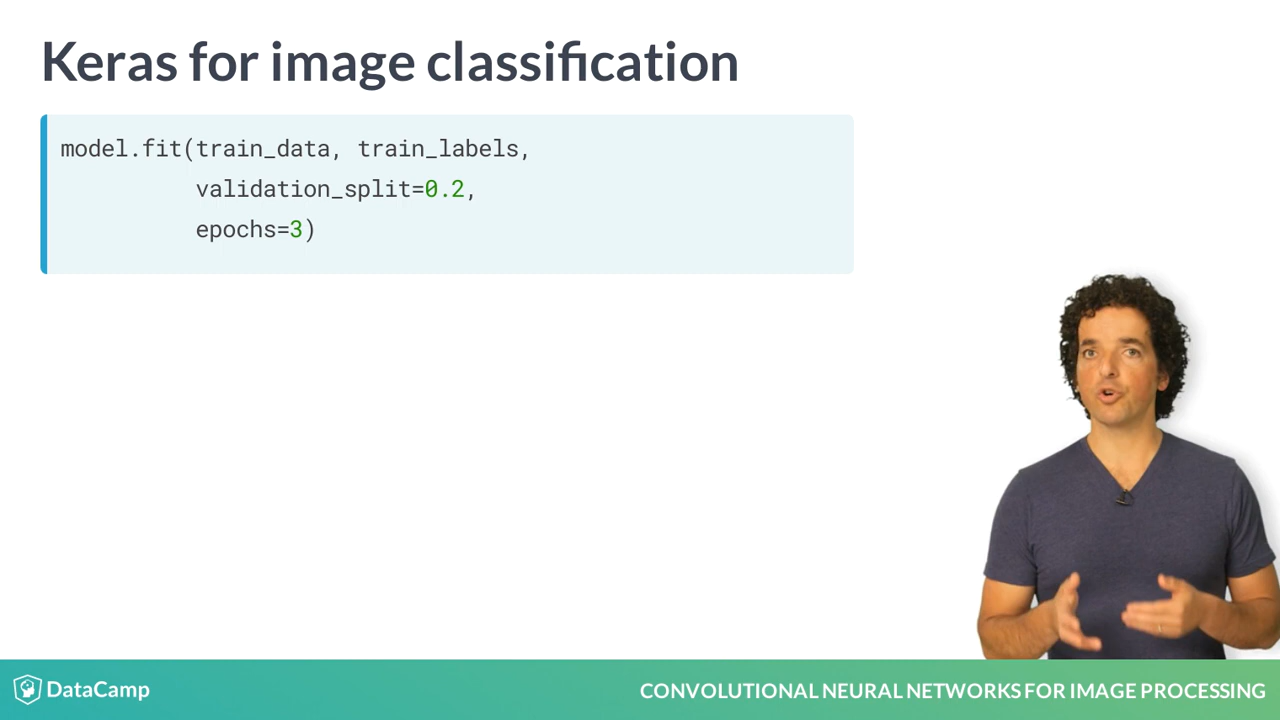 Keras for image classification
model.fit(train_data, train_labels,
validation_split=0.2,
epochs=3)
DataCamp
CONVOLUTIONAL NEURAL NETWORKS FOR IMAGE PROCESSING